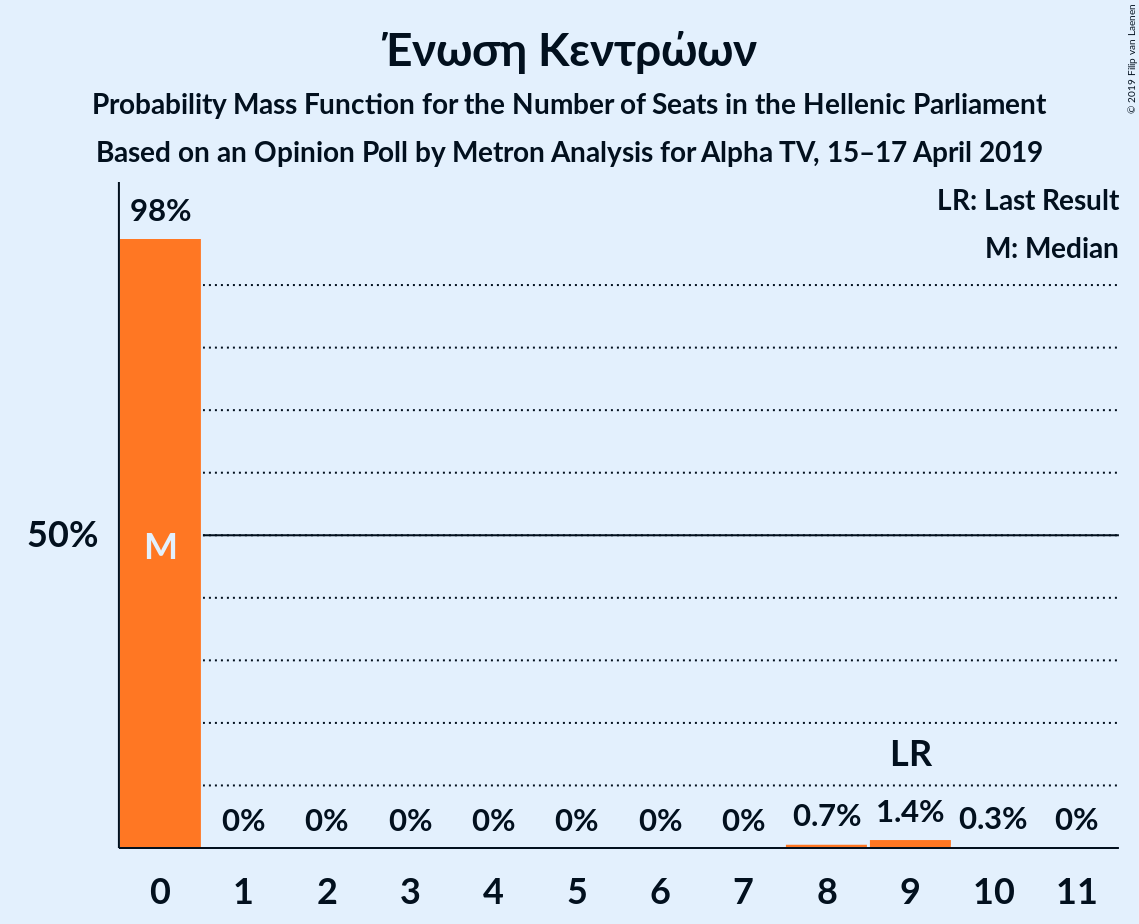 Ένωση Κεντρώων
Probability Mass Function for the Number of Seats in the Hellenic Parliament
Based on an Opinion Poll by Metron Analysis for Alpha TV, 15–17 April 2019
© 2019 Filip van Laenen
LR: Last Result
M: Median
98%
50%
M
LR
0% 0% 0% 0% 0% 0% 0% 0.7% 1.4% 0.3% 0%
0 1 2 3 4 5 6 7 8 9 10 11